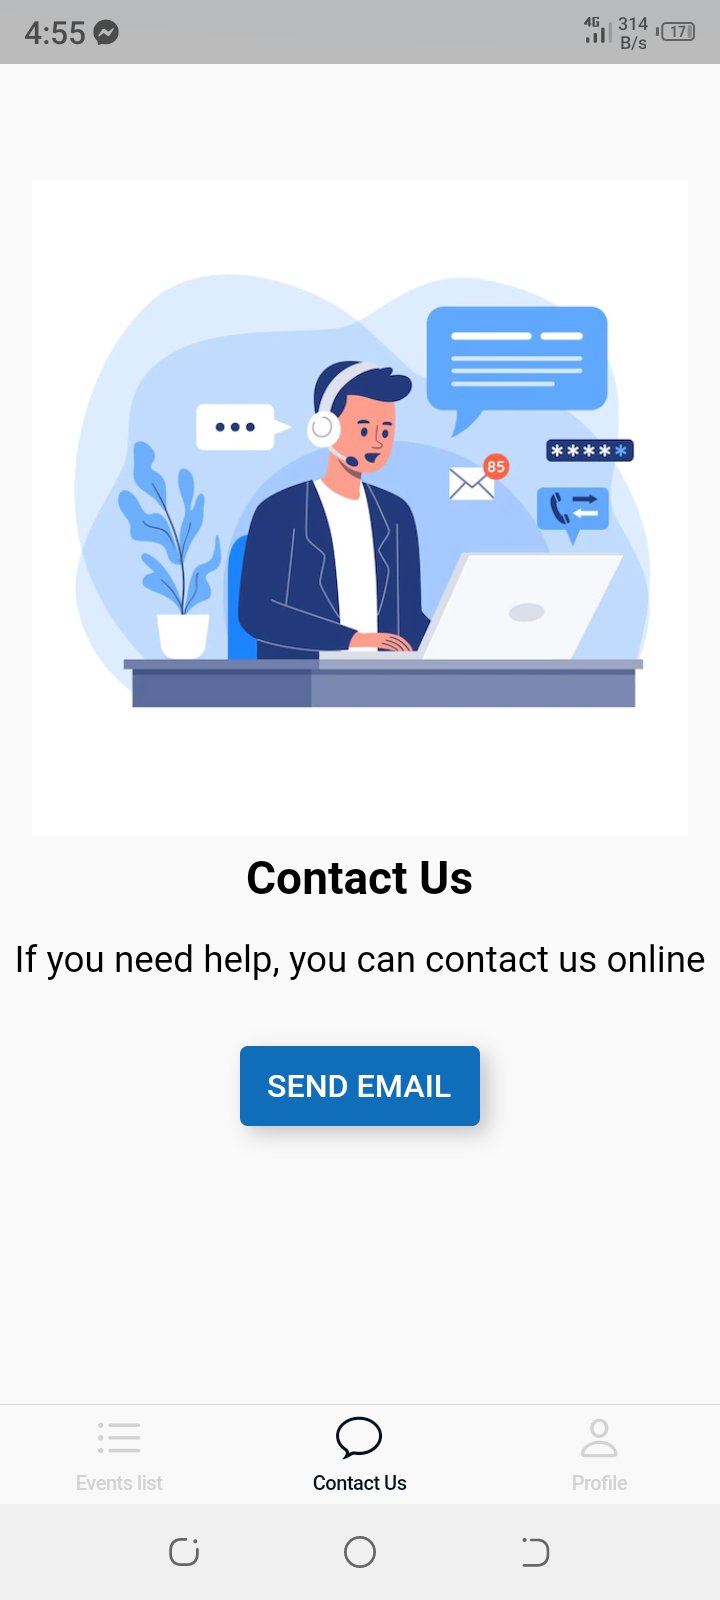 4:55
4G
314
B/s
17
85
*****
Contact Us
If you need help, you can contact us online
SEND EMAIL
Events list
Contact Us
Profile